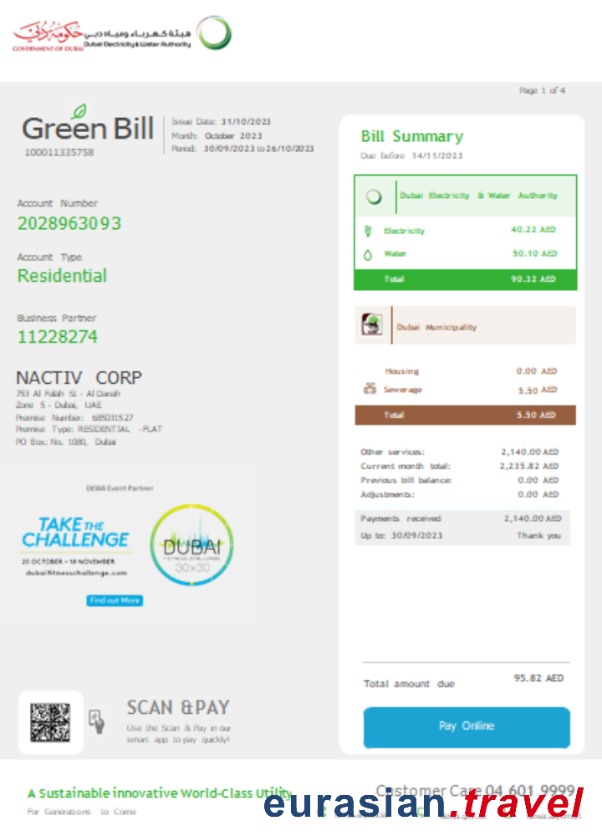 حكومة دبي
GOVERNMENT OF DUBAI
هيئة كهرباء ومياه دبي
Dubai Electricity & Water Authority
Page 1 of 4
Green Bill
100011335758
Issue Date: 31/10/2023
Month: October 2023
Period: 30/09/2023 to 26/10/2023
Account Number
2028963093
Account Type
Residential
Business Partner
11228274
NACTIV CORP
753 Al Falah St - Al Danah
Zone 5 - Dubai, UAE
Premise Number: 685031527
Premise Type: RESIDENTIAL - FLAT
PO Box: No. 1080, Dubai
DEWA Event Partner
TAKE THE
CHALLENGE
20 OCTOBER - 18 NOVEMBER
dubaifitnesschallenge.com
DUBAI
FITNESS CHALLENGE
30x30
Find out More
SCAN & PAY
Use the Scan & Pay in our
smart app to pay quickly!
Bill Summary
Due before 14/11/2023
Dubai Electricity & Water Authority
Electricity 40.22 AED
Water 50.10 AED
Total 90.32 AED
Dubai Municipality
Housing 0.00 AED
Sewerage 5.50 AED
Total 5.50 AED
Other services: 2,140.00 AED
Current month total: 2,235.82 AED
Previous bill balance: 0.00 AED
Adjustments: 0.00 AED
Payments received 2,140.00 AED
Up to: 30/09/2023 Thank you
Total amount due 95.82 AED
Pay Online
A Sustainable innovative World-Class Utility
For Generations to Come
Customer Care 04 601 9999
eurasian.travel